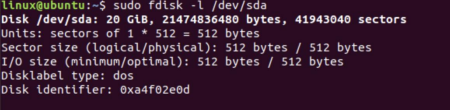 linux@ubuntu:~$ sudo fdisk -l /dev/sda
Disk /dev/sda: 20 GiB, 21474836480 bytes, 41943040 sectors
Units: sectors of 1 * 512 = 512 bytes
Sector size (logical/physical): 512 bytes / 512 bytes
I/O size (minimum/optimal): 512 bytes / 512 bytes
Disklabel type: dos
Disk identifier: 0xa4f02e0d